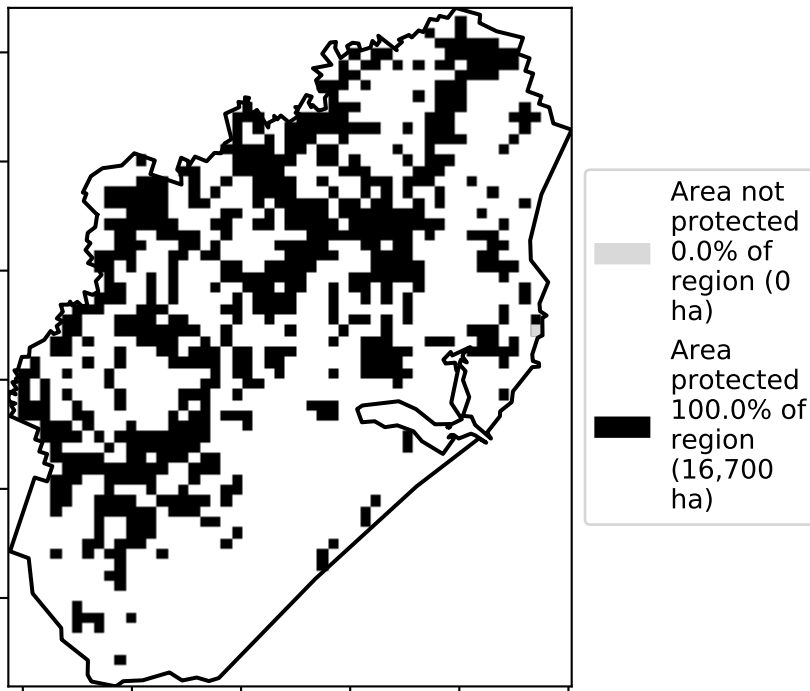 Area not
protected
0.0% of
region (0
ha)
Area
protected
100.0% of
region
(16,700
ha)